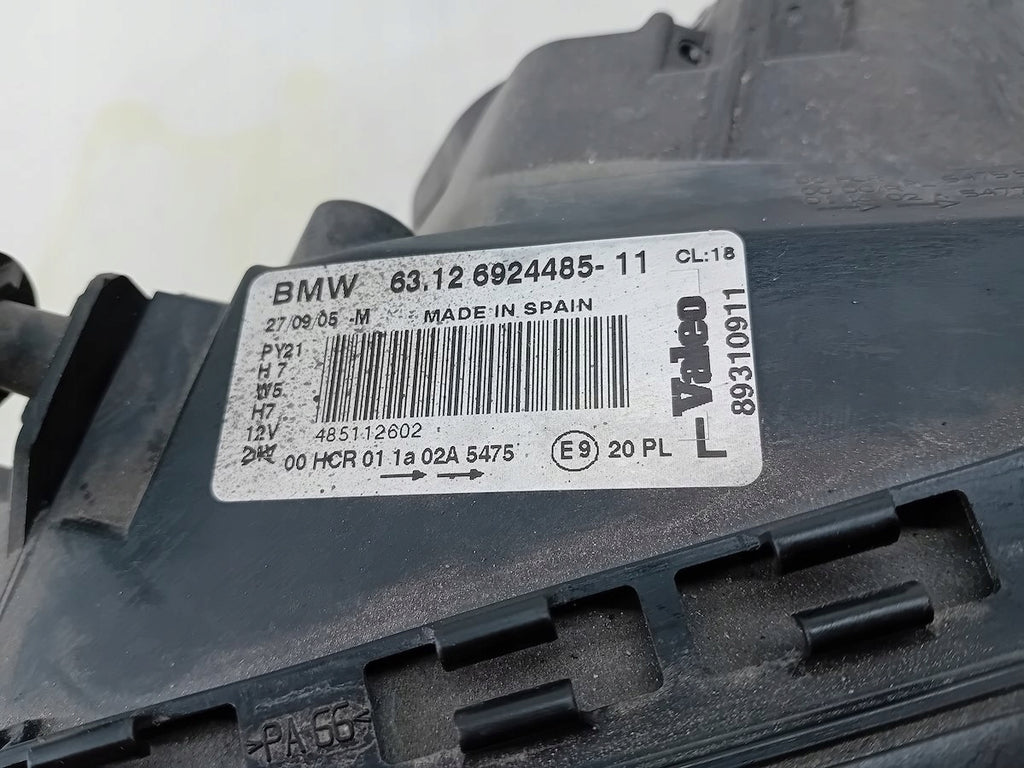 BMW 63.12 6924485-11 CL:18
27/09/05 -M MADE IN SPAIN
PY21
H7
W5
H7
12V 485112602
00 HCR 01 1a 02A 5475 E9 20 PL
L Valeo
89310911
>PA 66<